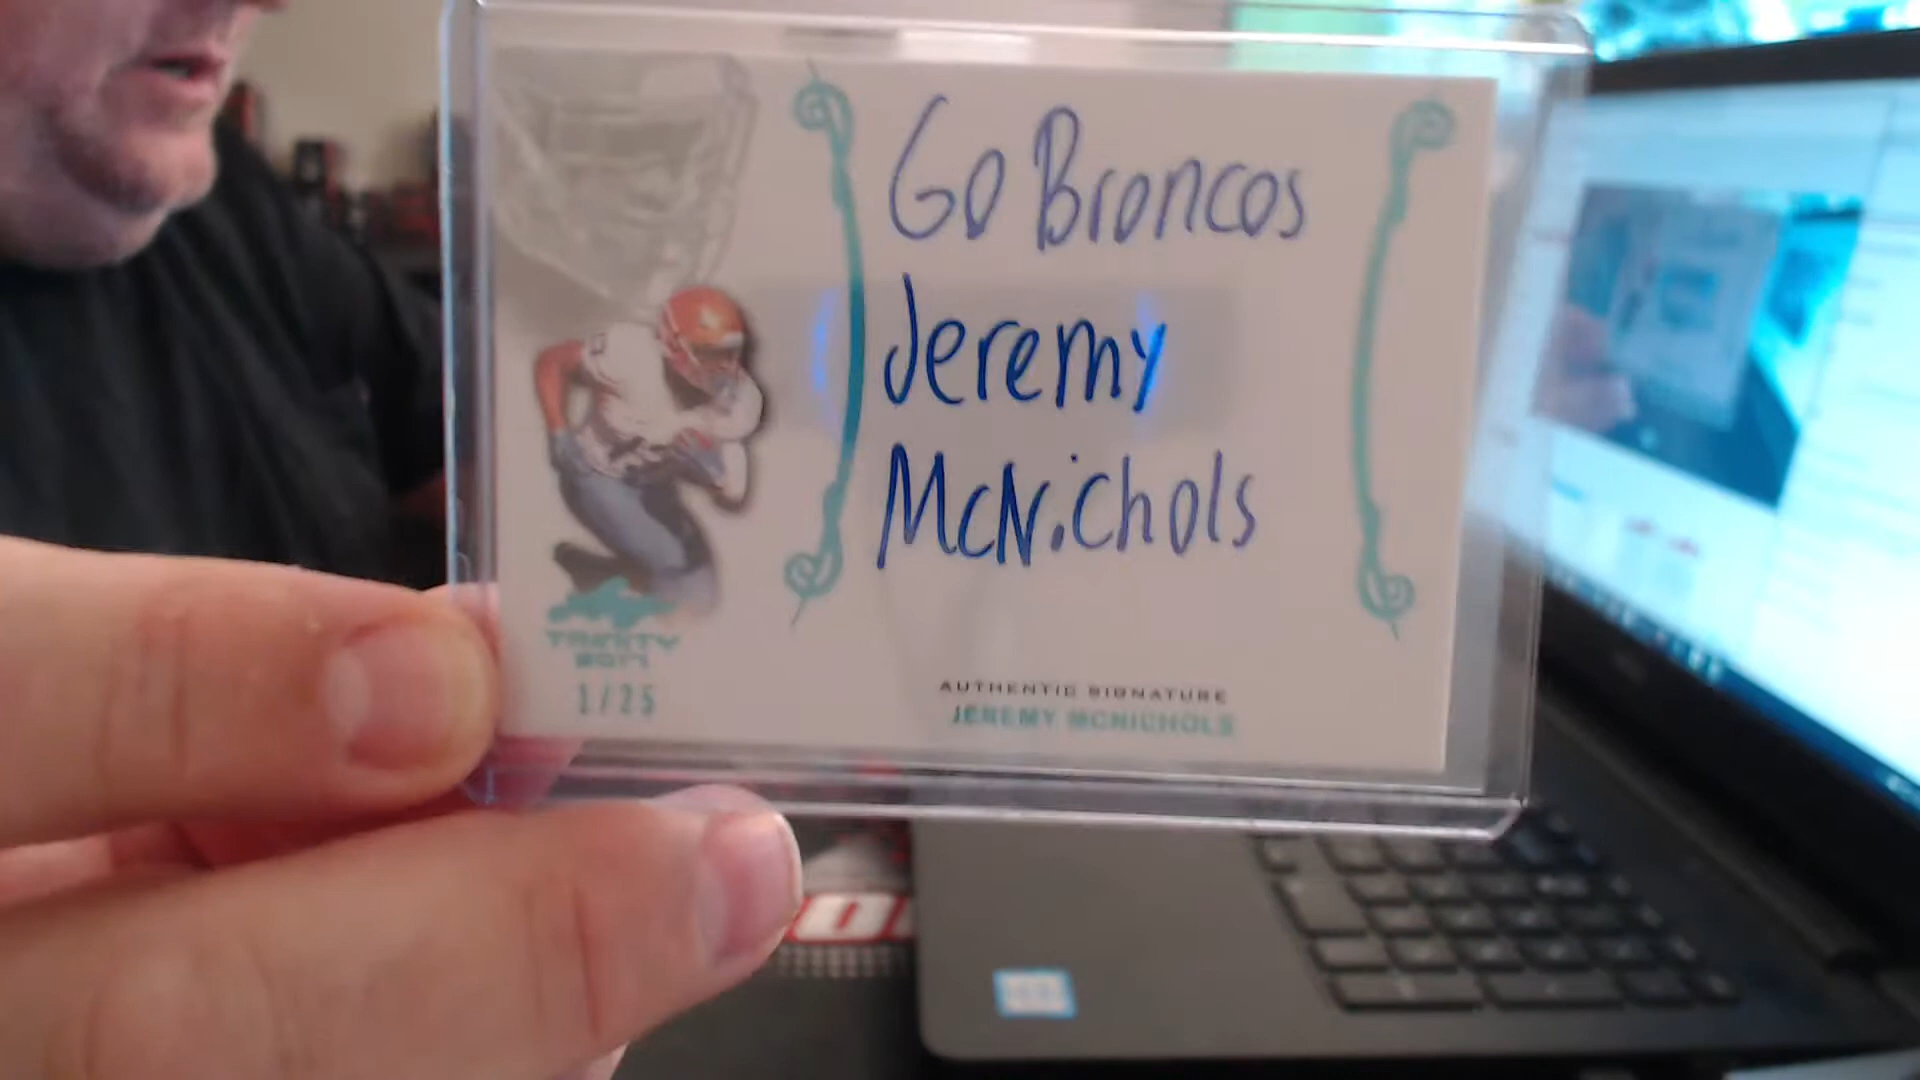 Go Broncos
Jeremy
McNichols
TRINITY
2017
1/25
AUTHENTIC SIGNATURE
JEREMY MCNICHOLS